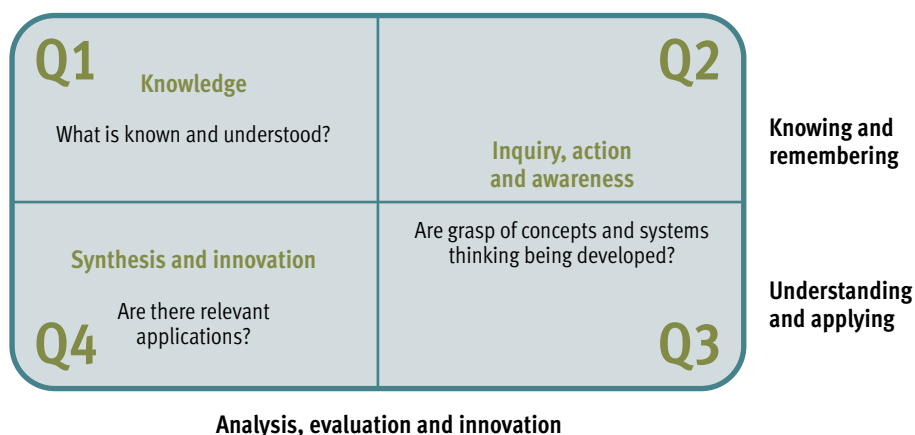 Q1
Knowledge
What is known and understood?
Q2
Inquiry, action
and awareness
Knowing and
remembering
Synthesis and innovation
Are there relevant
applications?
Q4
Are grasp of concepts and systems
thinking being developed?
Q3
Understanding
and applying
Analysis, evaluation and innovation